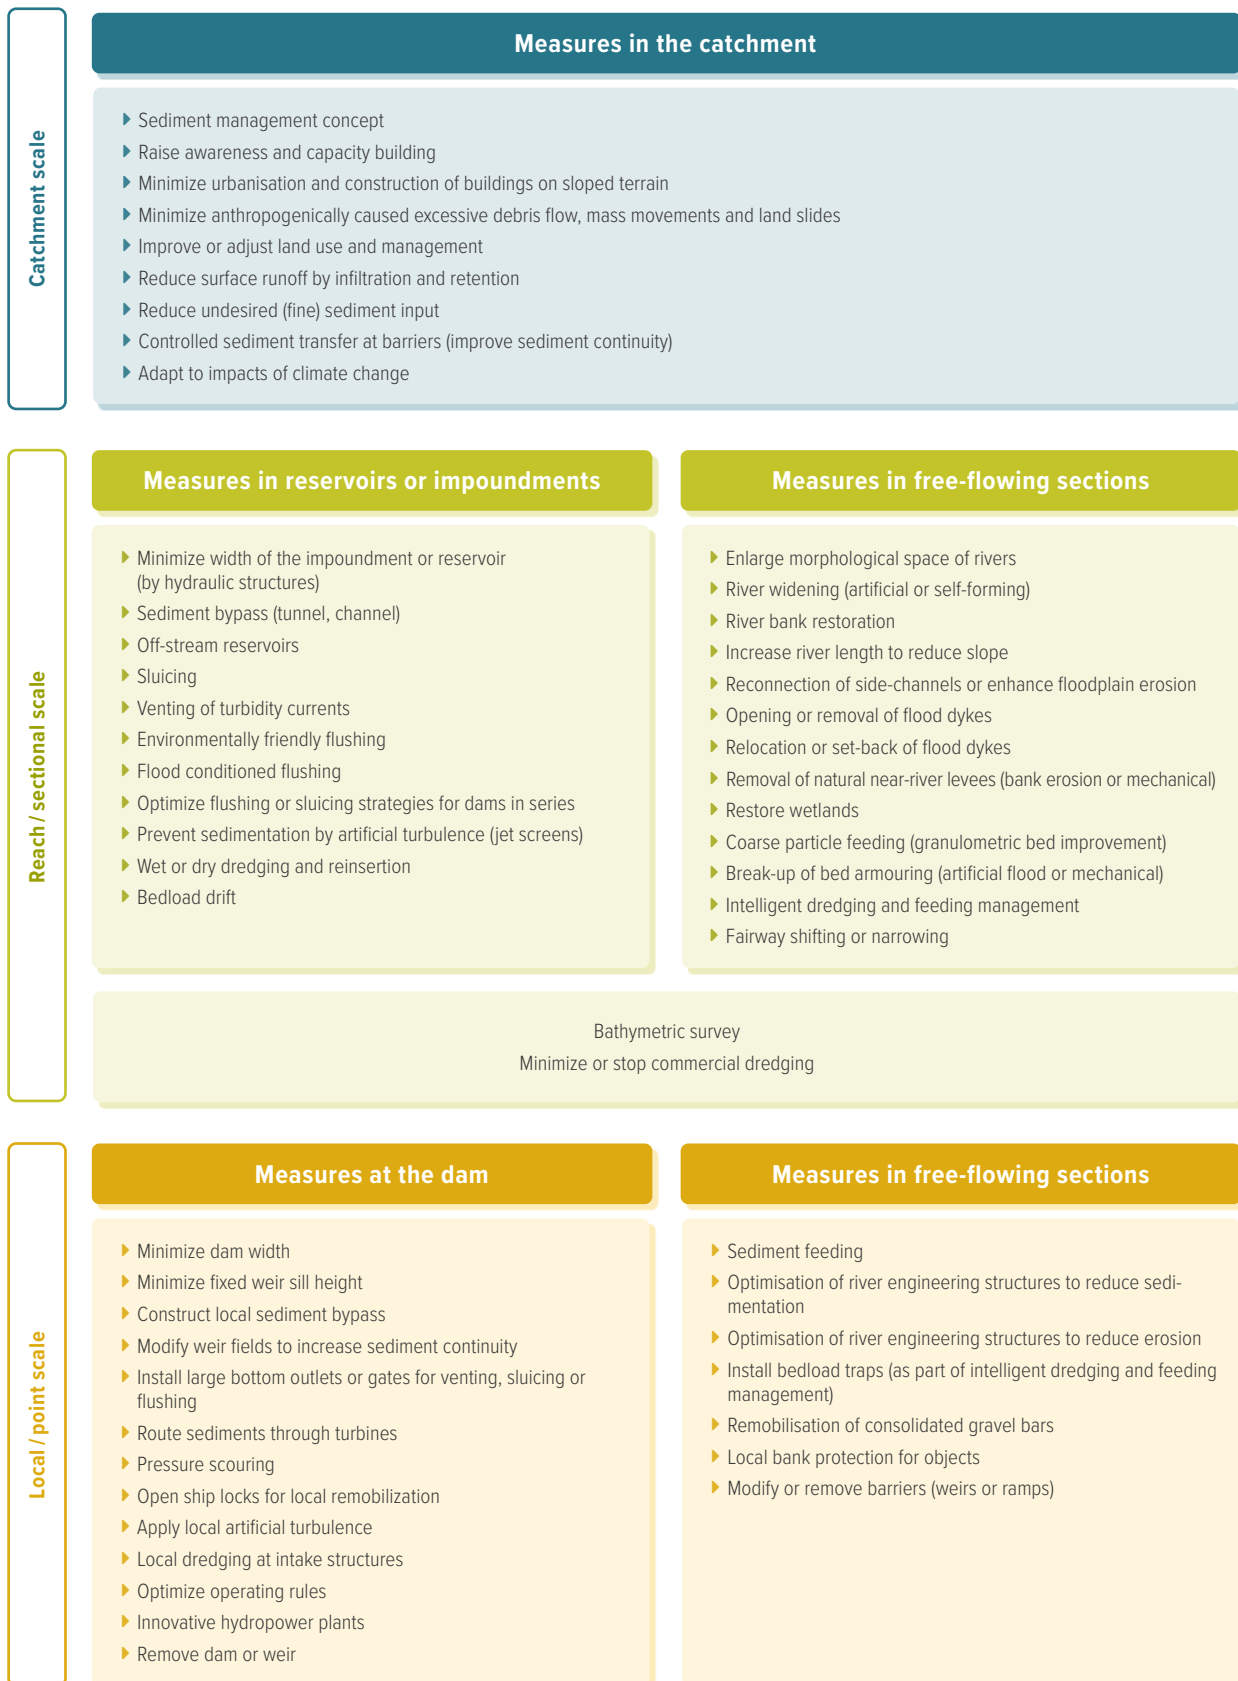 Catchment scale
Measures in the catchment
Sediment management concept
Raise awareness and capacity building
Minimize urbanisation and construction of buildings on sloped terrain
Minimize anthropogenically caused excessive debris flow, mass movements and land slides
Improve or adjust land use and management
Reduce surface runoff by infiltration and retention
Reduce undesired (fine) sediment input
Controlled sediment transfer at barriers (improve sediment continuity)
Adapt to impacts of climate change
Reach / sectional scale
Measures in reservoirs or impoundments
Minimize width of the impoundment or reservoir
(by hydraulic structures)
Sediment bypass (tunnel, channel)
Off-stream reservoirs
Sluicing
Venting of turbidity currents
Environmentally friendly flushing
Flood conditioned flushing
Optimize flushing or sluicing strategies for dams in series
Prevent sedimentation by artificial turbulence (jet screens)
Wet or dry dredging and reinsertion
Bedload drift
Measures in free-flowing sections
Enlarge morphological space of rivers
River widening (artificial or self-forming)
River bank restoration
Increase river length to reduce slope
Reconnection of side-channels or enhance floodplain erosion
Opening or removal of flood dykes
Relocation or set-back of flood dykes
Removal of natural near-river levees (bank erosion or mechanical)
Restore wetlands
Coarse particle feeding (granulometric bed improvement)
Break-up of bed armouring (artificial flood or mechanical)
Intelligent dredging and feeding management
Fairway shifting or narrowing
Bathymetric survey
Minimize or stop commercial dredging
Local / point scale
Measures at the dam
Minimize dam width
Minimize fixed weir sill height
Construct local sediment bypass
Modify weir fields to increase sediment continuity
Install large bottom outlets or gates for venting, sluicing or
flushing
Route sediments through turbines
Pressure scouring
Open ship locks for local remobilization
Apply local artificial turbulence
Local dredging at intake structures
Optimize operating rules
Innovative hydropower plants
Remove dam or weir
Measures in free-flowing sections
Sediment feeding
Optimisation of river engineering structures to reduce sedi-
mentation
Optimisation of river engineering structures to reduce erosion
Install bedload traps (as part of intelligent dredging and feeding
management)
Remobilisation of consolidated gravel bars
Local bank protection for objects
Modify or remove barriers (weirs or ramps)